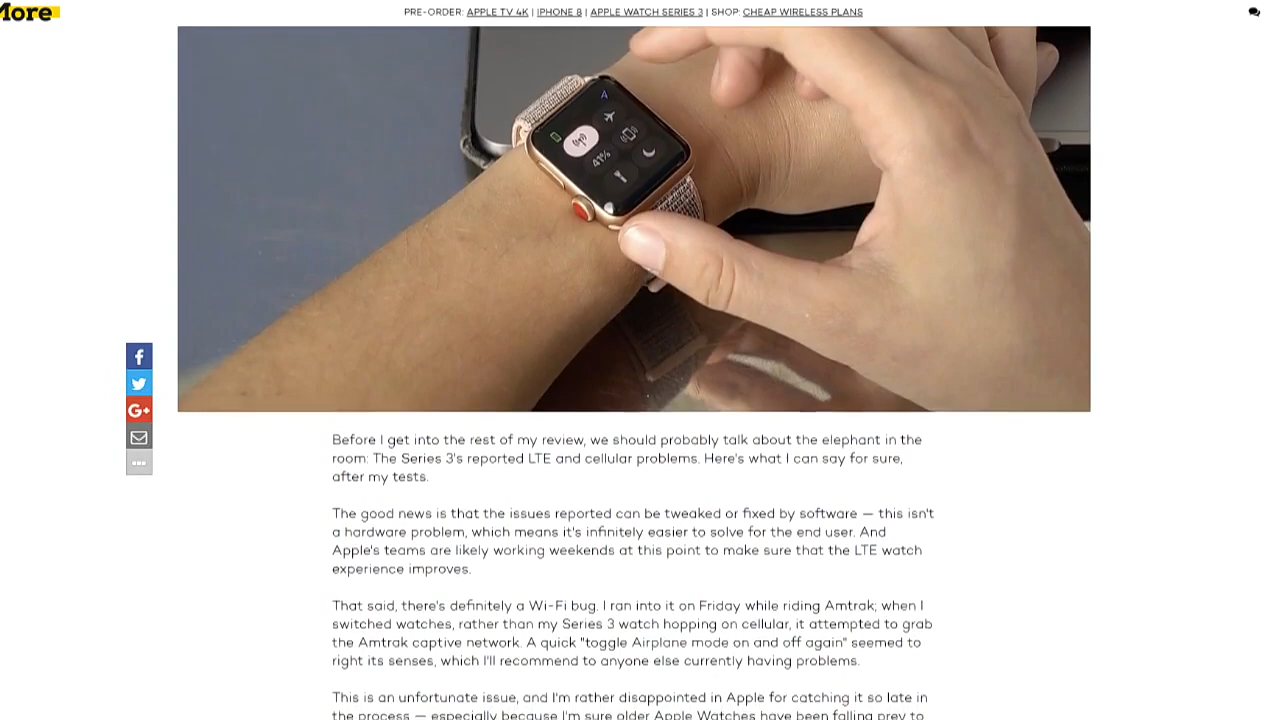 More
PRE-ORDER: APPLE TV 4K | IPHONE 8 | APPLE WATCH SERIES 3 | SHOP: CHEAP WIRELESS PLANS
41%
f
G+
Before I get into the rest of my review, we should probably talk about the elephant in the
room: The Series 3's reported LTE and cellular problems. Here's what I can say for sure,
after my tests.
The good news is that the issues reported can be tweaked or fixed by software — this isn't
a hardware problem, which means it's infinitely easier to solve for the end user. And
Apple's teams are likely working weekends at this point to make sure that the LTE watch
experience improves.
That said, there's definitely a Wi-Fi bug. I ran into it on Friday while riding Amtrak; when I
switched watches, rather than my Series 3 watch hopping on cellular, it attempted to grab
the Amtrak captive network. A quick "toggle Airplane mode on and off again" seemed to
right its senses, which I'll recommend to anyone else currently having problems.
This is an unfortunate issue, and I'm rather disappointed in Apple for catching it so late in
the process — especially because I'm sure older Apple Watches have been falling prey to